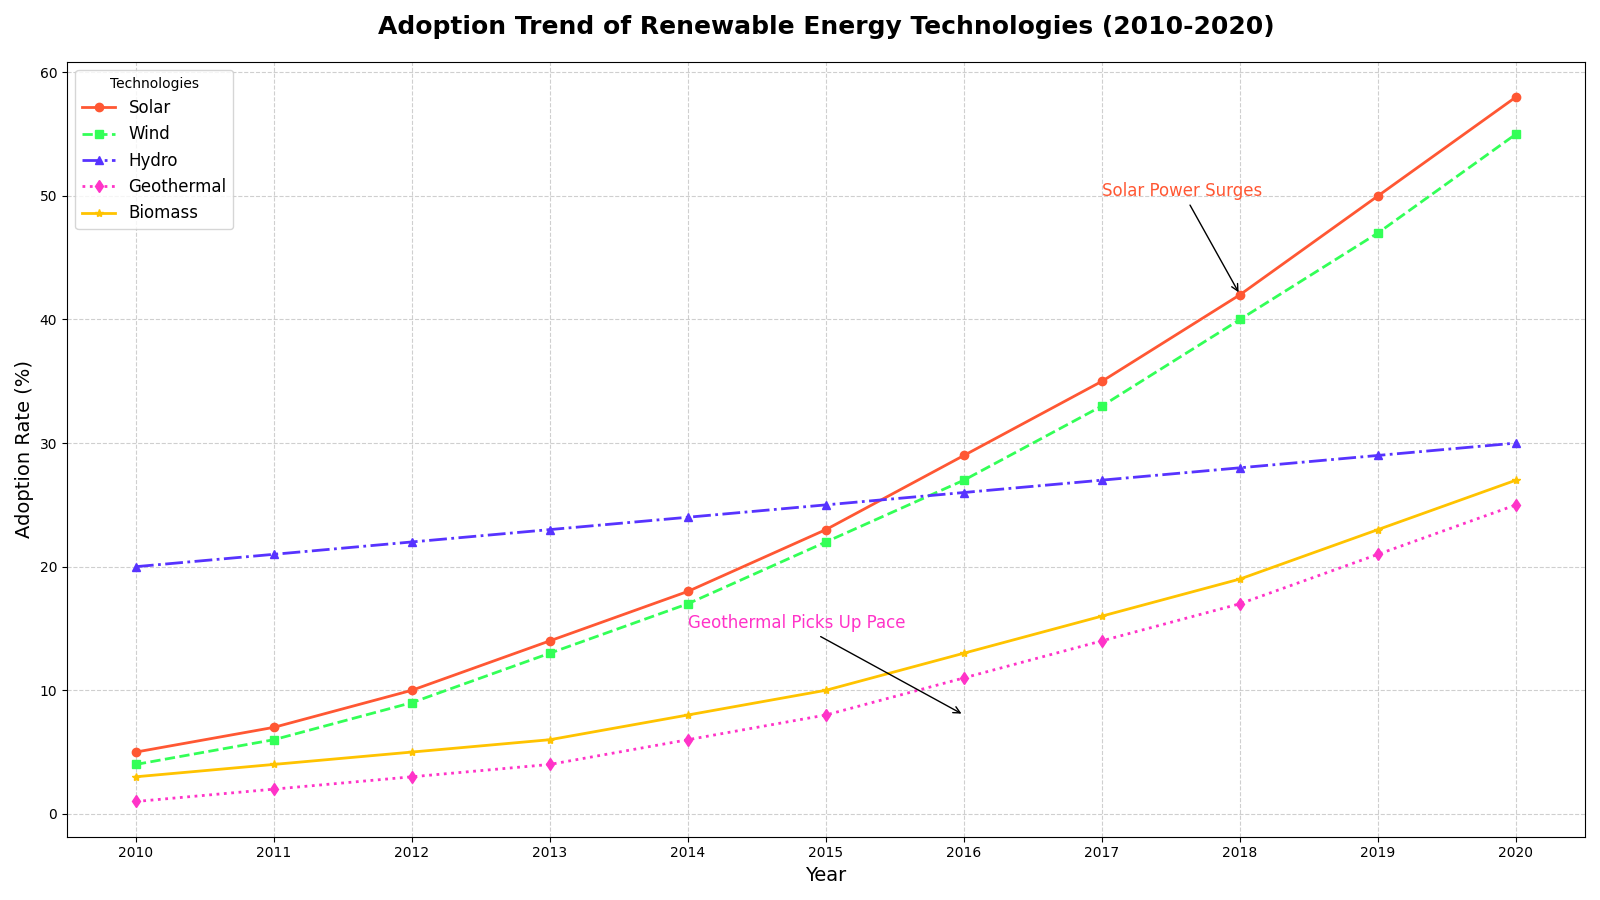 Adoption Trend of Renewable Energy Technologies (2010-2020)
Technologies
Solar
Wind
Hydro
Geothermal
Biomass
Solar Power Surges
Geothermal Picks Up Pace
Adoption Rate (%)
60
50
40
30
20
10
0
2010 2011 2012 2013 2014 2015 2016 2017 2018 2019 2020
Year